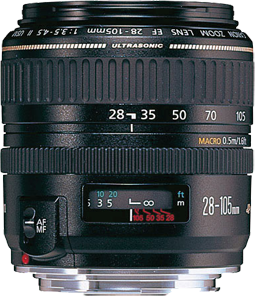 CANON ZOOM LENS EF 28-105mm 1:3.5-4.5 II USM
ULTRASONIC
28 35 50 70 105
MACRO 0.5m/1.6ft
10 20 ft
3 5 ∞ m
28-105mm
AF
MF